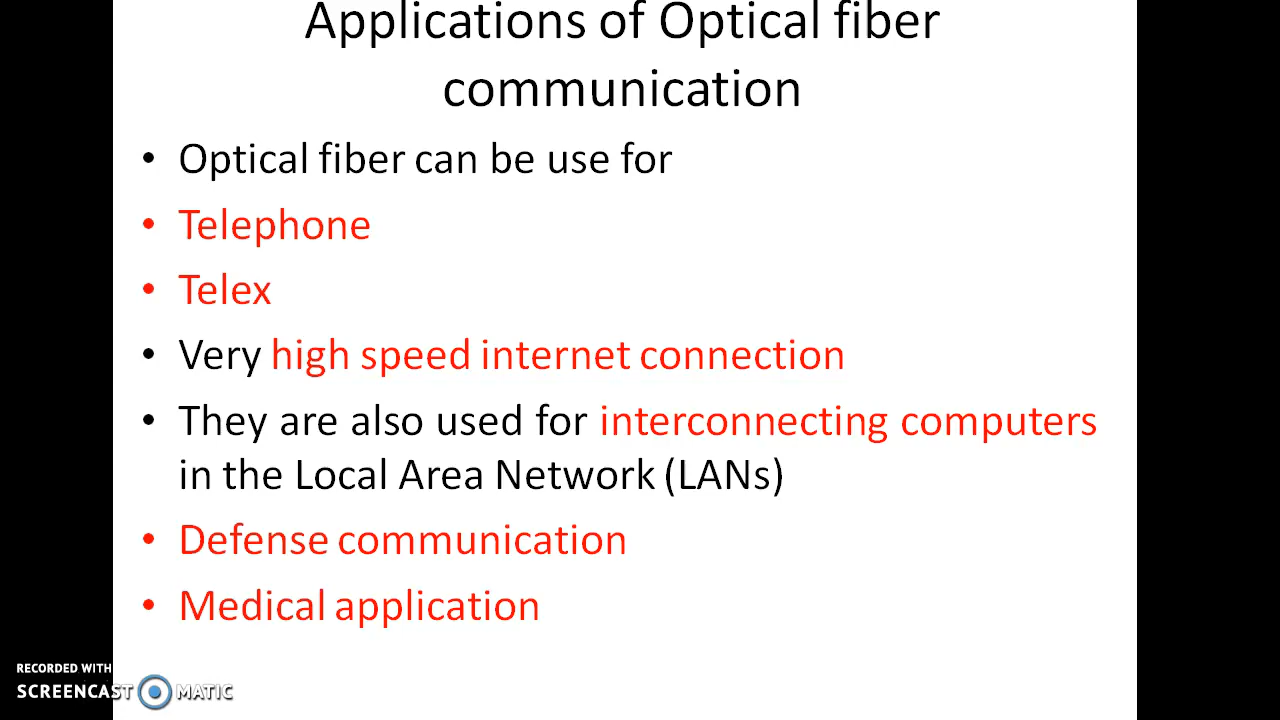 Applications of Optical fiber
communication
• Optical fiber can be use for
• Telephone
• Telex
• Very high speed internet connection
• They are also used for interconnecting computers
in the Local Area Network (LANs)
• Defense communication
• Medical application
RECORDED WITH
SCREENCAST MATIC